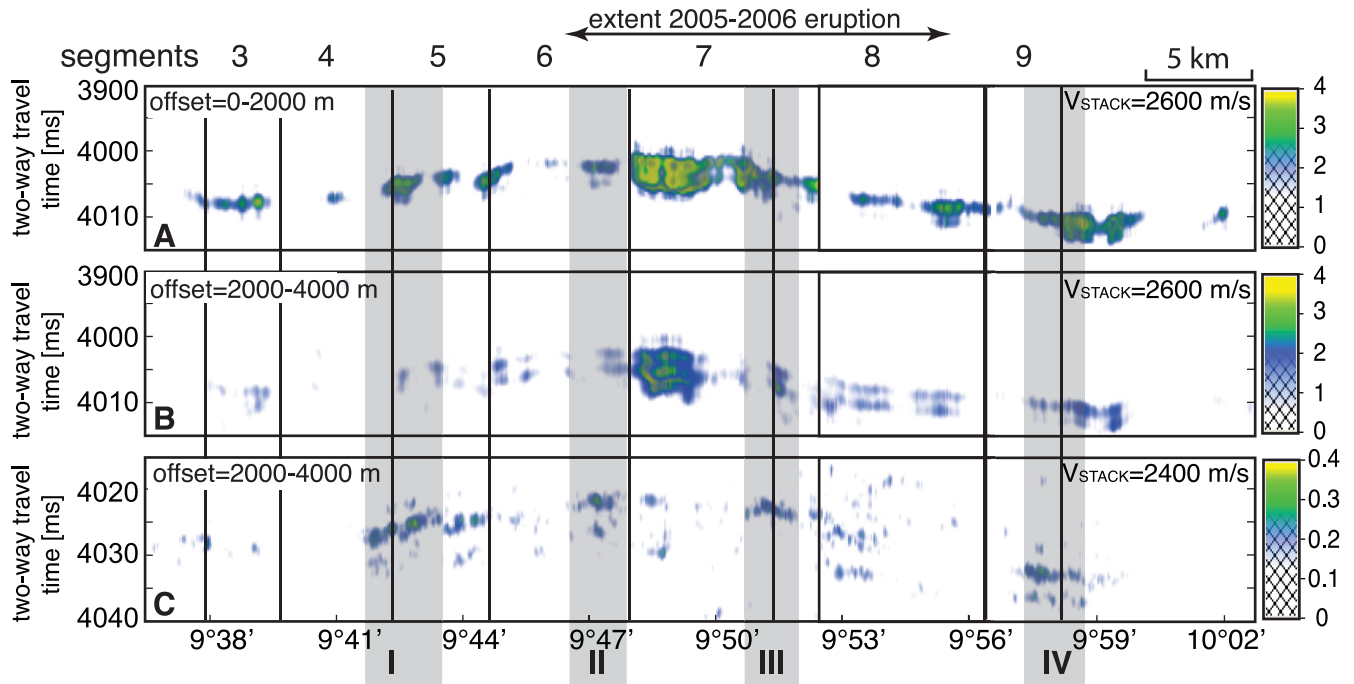 extent 2005-2006 eruption
segments 3 4 5 6 7 8 9 5 km
two-way travel
time [ms]
3900
4000
4010
offset=0-2000 m
VSTACK=2600 m/s
A
4
3
2
1
0
two-way travel
time [ms]
3900
4000
4010
offset=2000-4000 m
VSTACK=2600 m/s
B
4
3
2
1
0
two-way travel
time [ms]
4020
4030
4040
offset=2000-4000 m
VSTACK=2400 m/s
C
0.4
0.3
0.2
0.1
0
9°38' 9°41' 9°44' 9°47' 9°50' 9°53' 9°56' 9°59' 10°02'
I II III IV